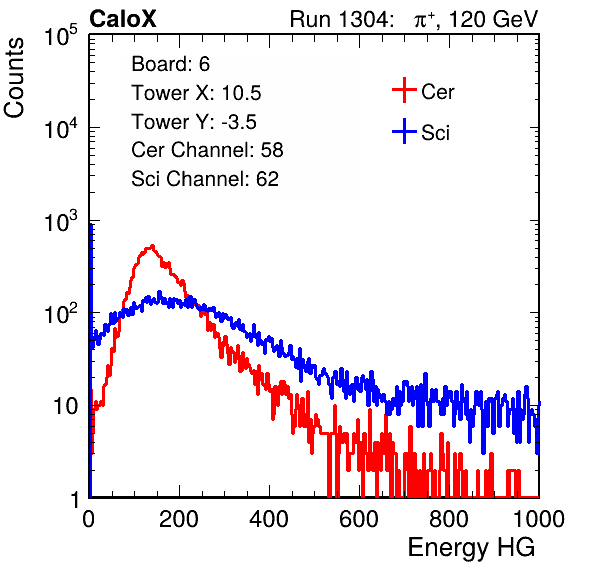 CaloX Run 1304: π⁺, 120 GeV
Counts
10⁵
10⁴
10³
10²
10
1
Board: 6
Tower X: 10.5
Tower Y: -3.5
Cer Channel: 58
Sci Channel: 62
Cer
Sci
0 200 400 600 800 1000
Energy HG